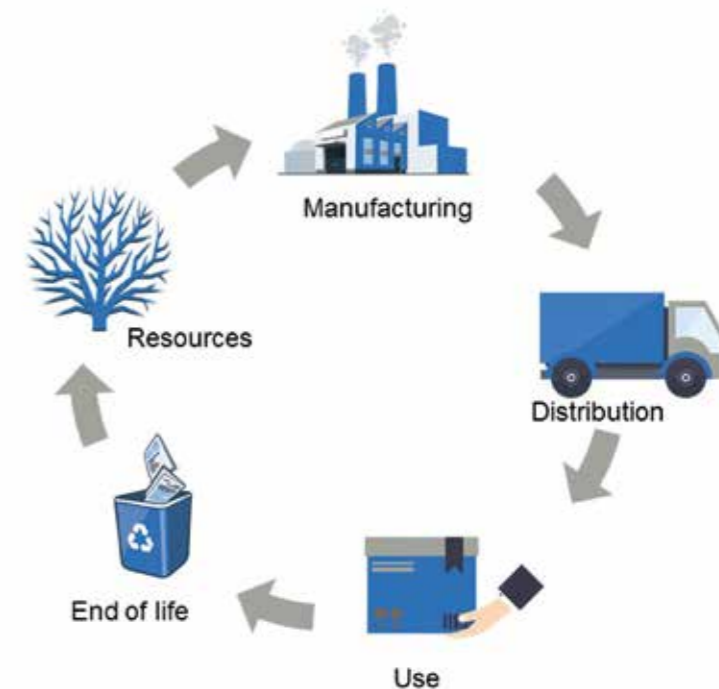 Manufacturing
Resources
Distribution
End of life
Use